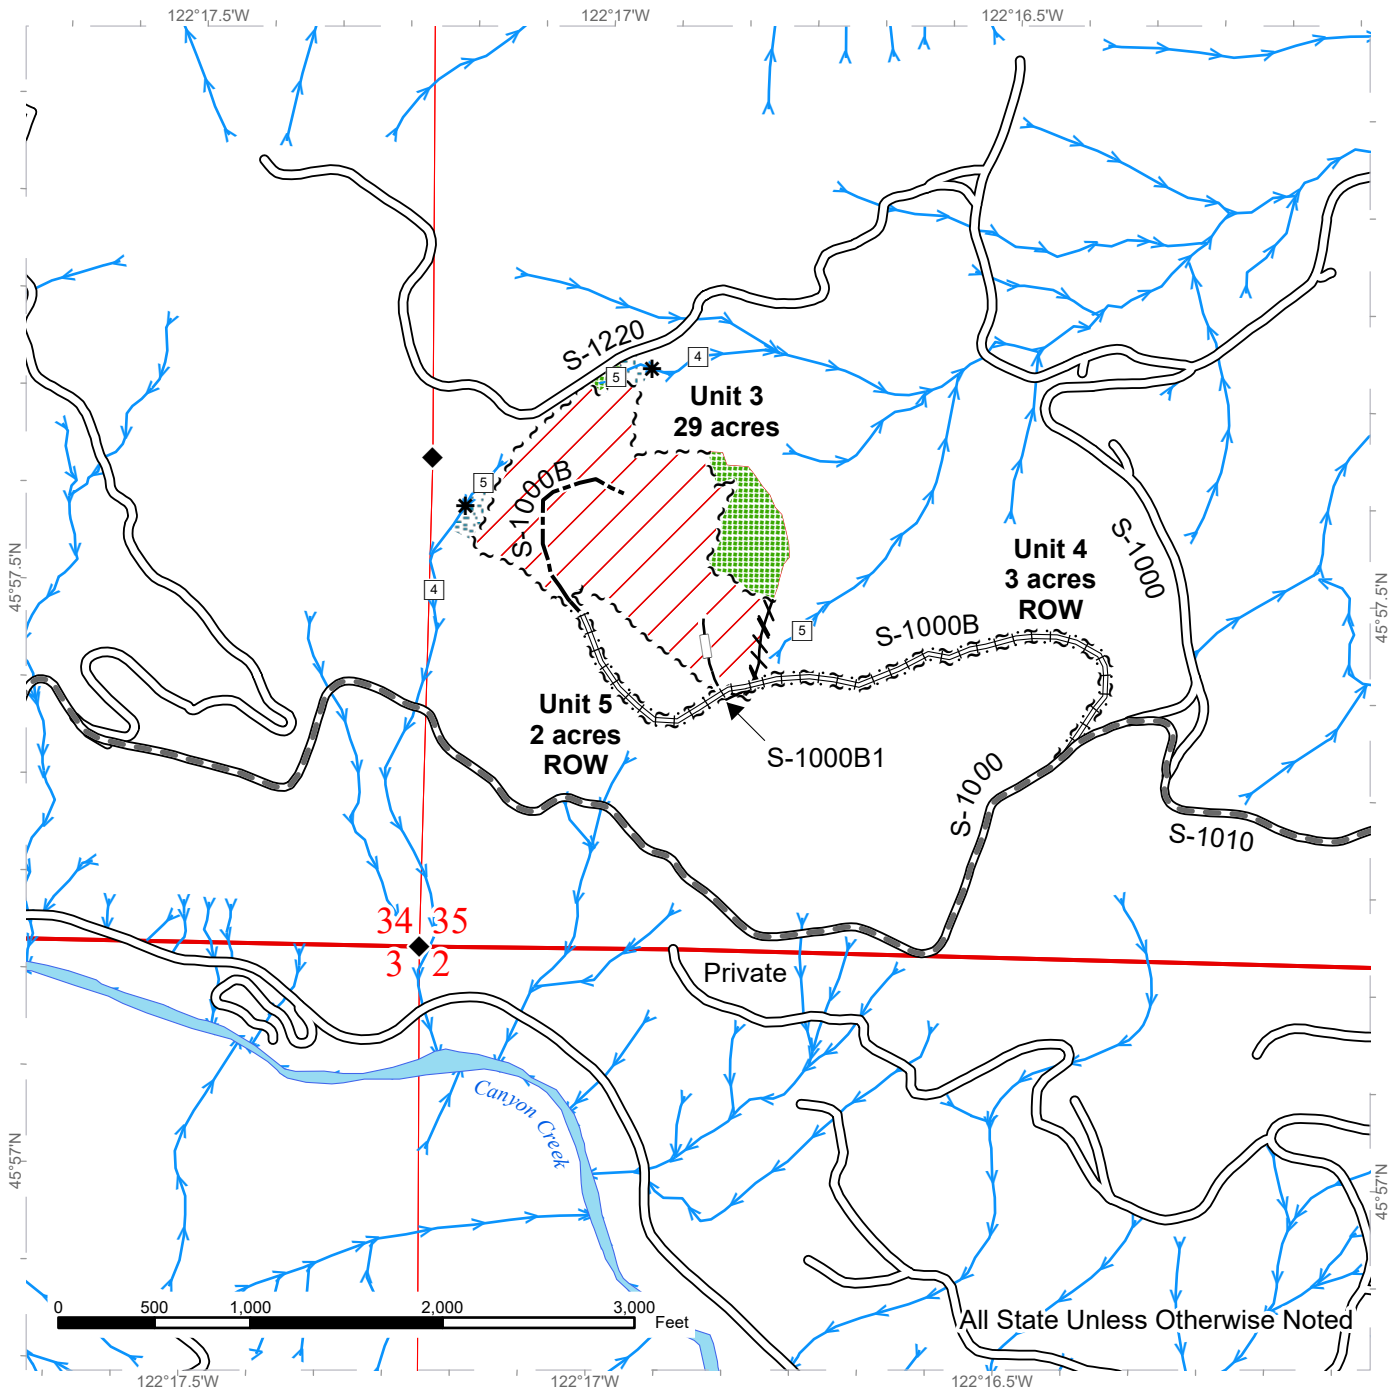 122°17.5'W
122°17'W
122°16.5'W
S-1220
4
5
Unit 3
29 acres
5
S-1000B
45°57.5'N
4
S-1000
Unit 4
3 acres
ROW
45°57.5'N
5
S-1000B
Unit 5
2 acres
ROW
S-1000B1
S-1000
S-1010
34
35
3
2
Private
Canyon Creek
45°57'N
45°57'N
0
500
1,000
2,000
3,000
Feet
All State Unless Otherwise Noted
122°17.5'W
122°17'W
122°16.5'W